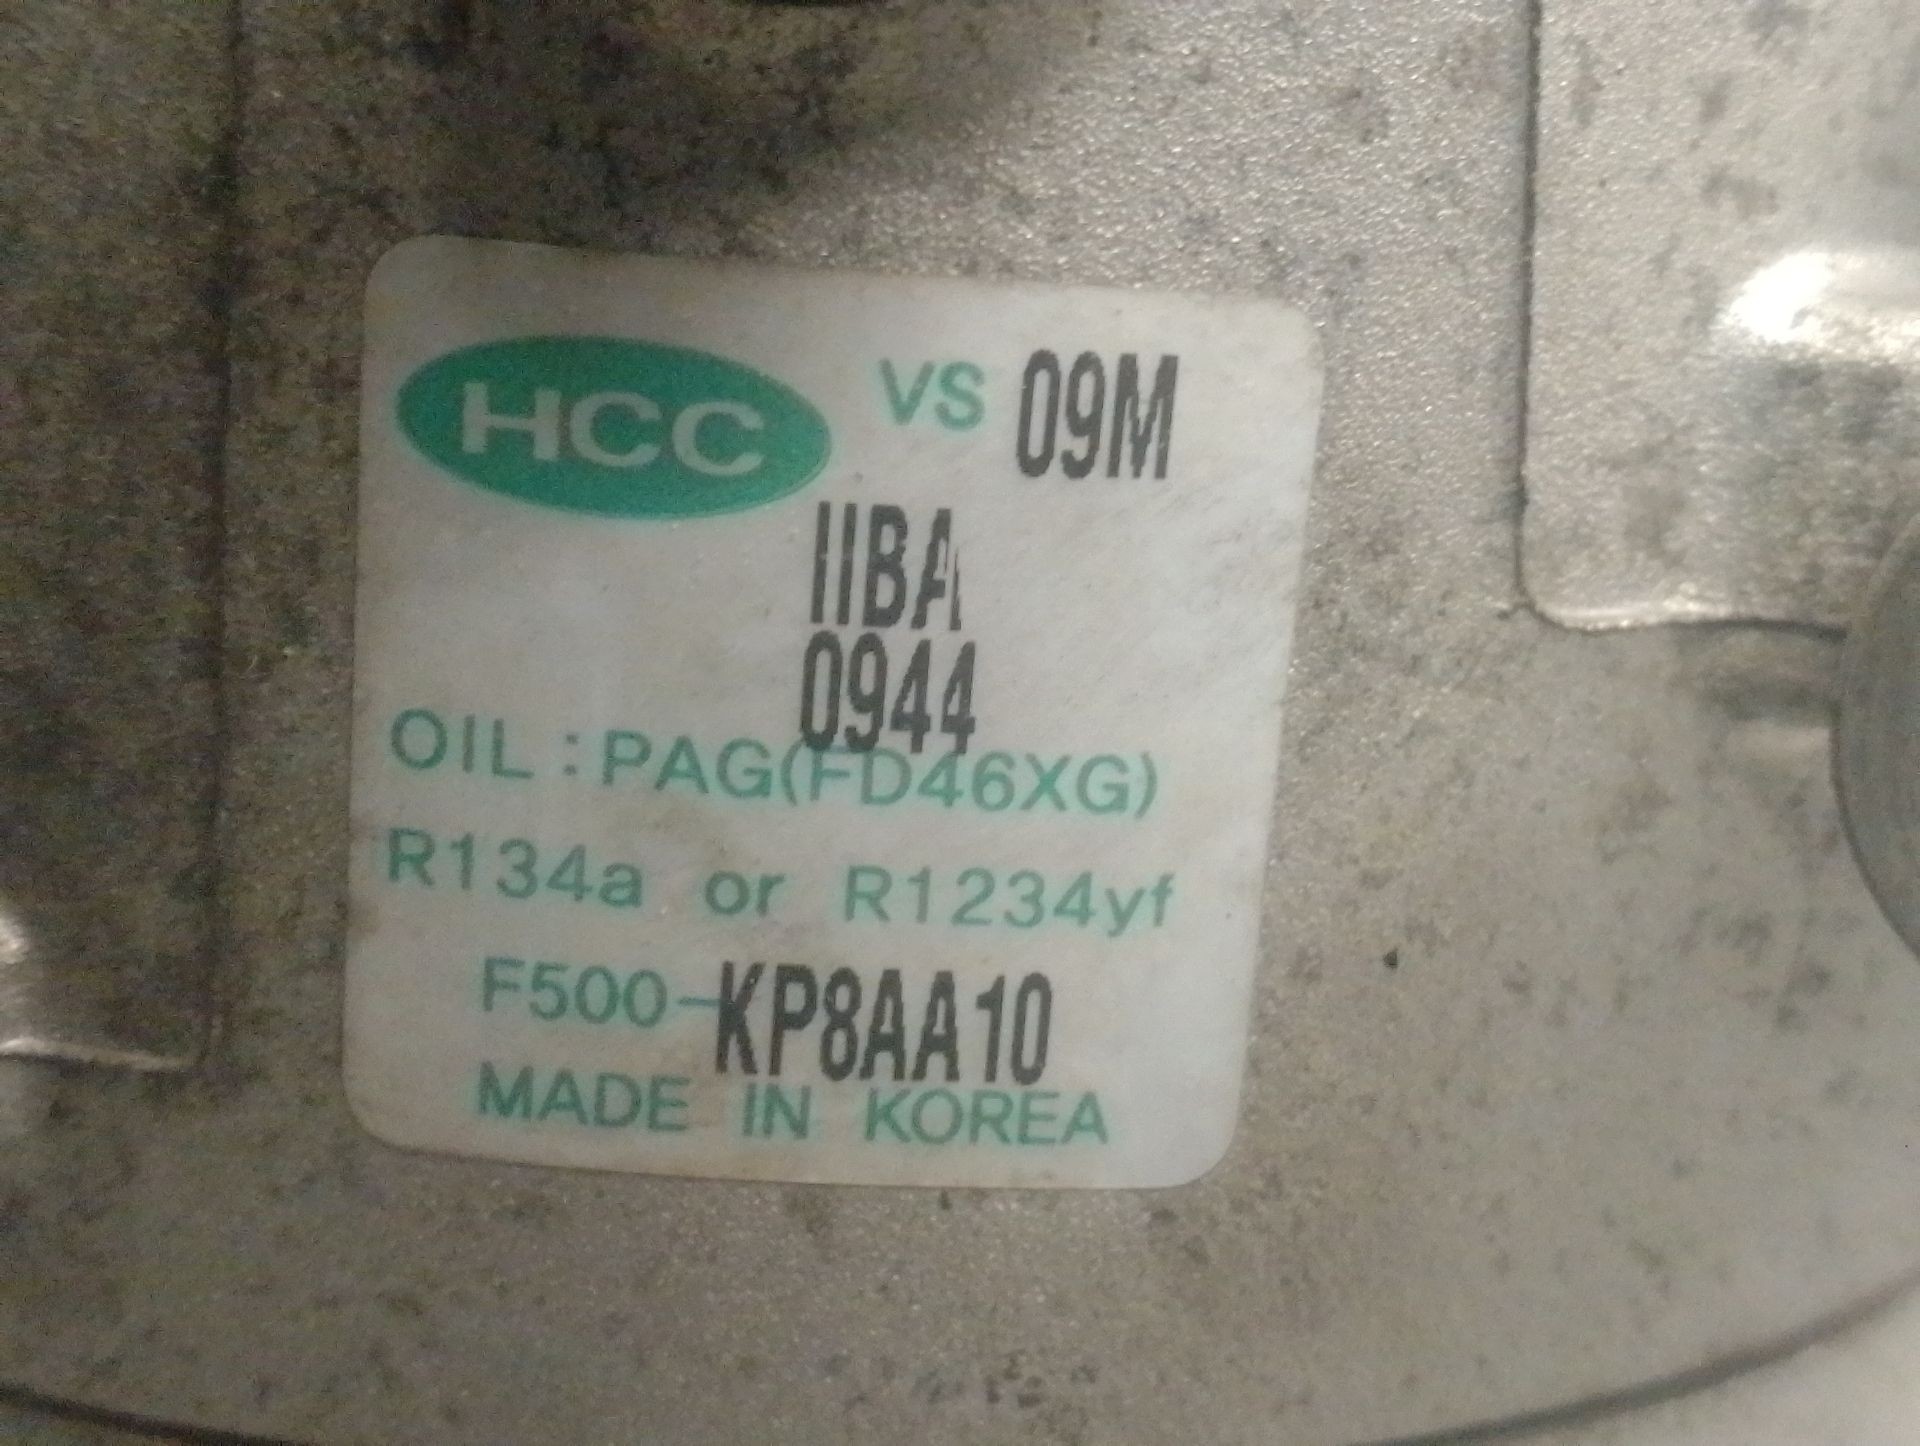 HCC VS 09M
IIBA
0944
OIL : PAG(FD46XG)
R134a or R1234yf
F500-KP8AA10
MADE IN KOREA